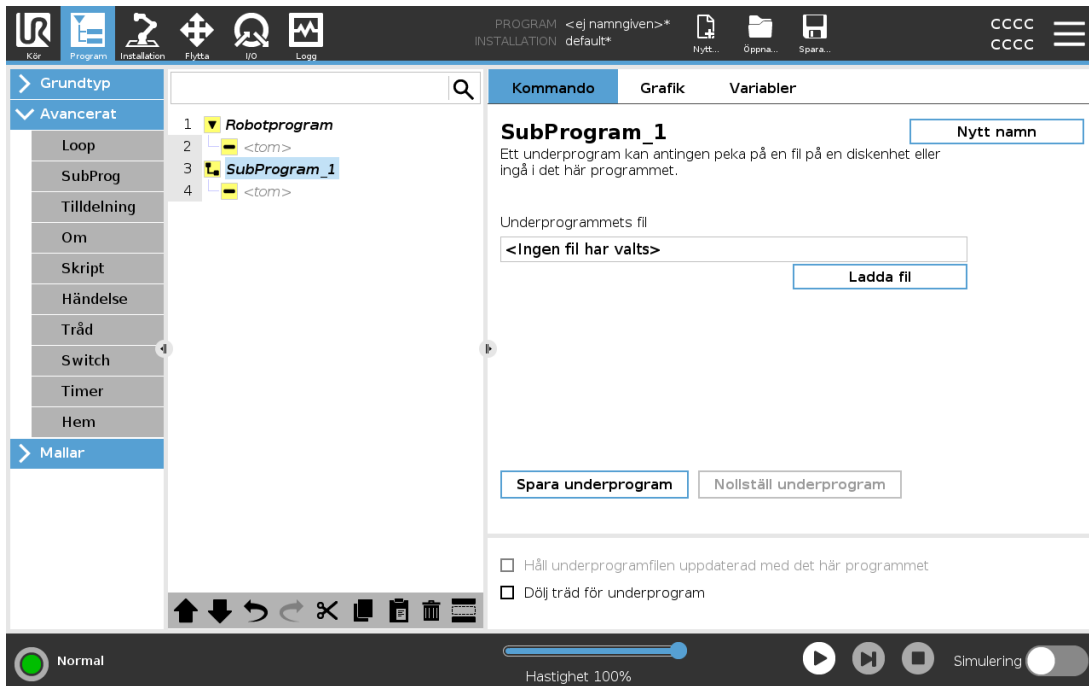 UR
Kör
Program
Installation
Flytta
I/O
Logg
PROGRAM <ej namngiven>*
INSTALLATION default*
Nytt...
Öppna...
Spara...
CCCC
CCCC
Grundtyp
Avancerat
Loop
SubProg
Tilldelning
Om
Skript
Händelse
Tråd
Switch
Timer
Hem
Mallar
1 Robotprogram
2 <tom>
3 SubProgram_1
4 <tom>
Kommando Grafik Variabler
SubProgram_1
Nytt namn
Ett underprogram kan antingen peka på en fil på en diskenhet eller
ingå i det här programmet.
Underprogrammets fil
<Ingen fil har valts>
Ladda fil
Spara underprogram
Nollställ underprogram
Håll underprogramfilen uppdaterad med det här programmet
Dölj träd för underprogram
Normal
Hastighet 100%
Simulering